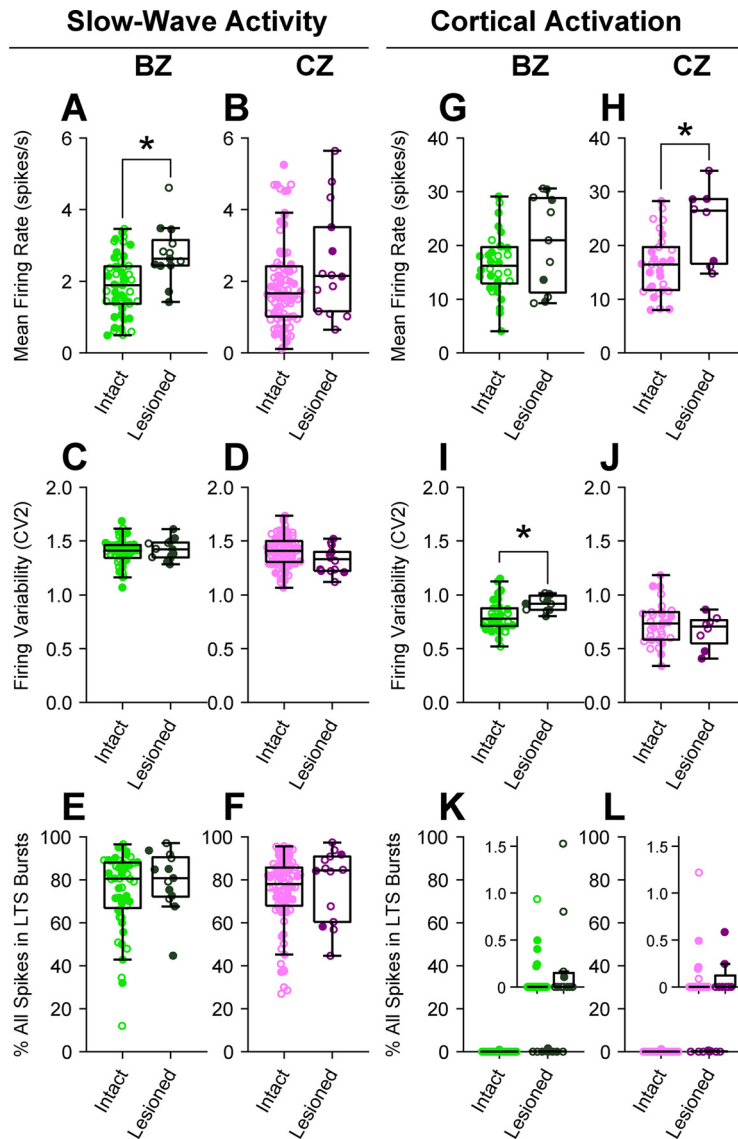 Slow-Wave Activity
Cortical Activation
BZ
CZ
BZ
CZ
A
Mean Firing Rate (spikes/s)
6
4
2
0
*
Intact
Lesioned
B
6
4
2
0
Intact
Lesioned
G
Mean Firing Rate (spikes/s)
40
30
20
10
0
Intact
Lesioned
H
40
30
20
10
0
*
Intact
Lesioned
C
Firing Variability (CV2)
2.0
1.5
1.0
0.5
0.0
Intact
Lesioned
D
2.0
1.5
1.0
0.5
0.0
Intact
Lesioned
I
Firing Variability (CV2)
2.0
1.5
1.0
0.5
0.0
*
Intact
Lesioned
J
2.0
1.5
1.0
0.5
0.0
Intact
Lesioned
E
% All Spikes in LTS Bursts
100
80
60
40
20
0
Intact
Lesioned
F
100
80
60
40
20
0
Intact
Lesioned
K
% All Spikes in LTS Bursts
100
80
60
40
20
0
1.5
1
0.5
0
Intact
Lesioned
L
100
80
60
40
20
0
1.5
1
0.5
0
Intact
Lesioned